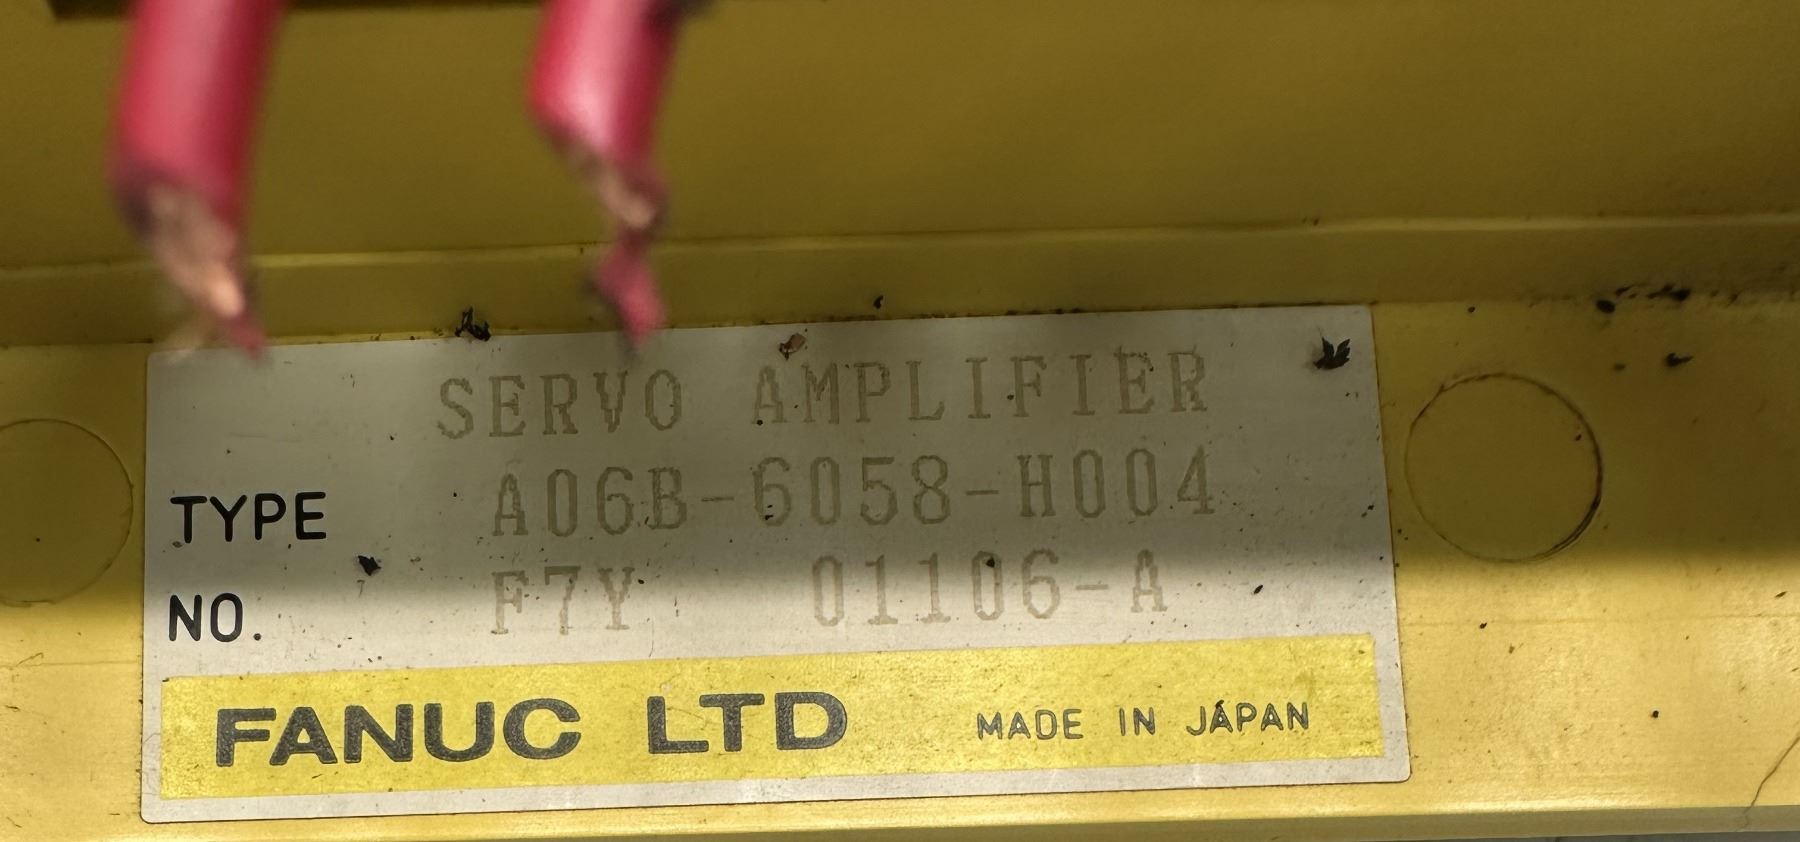 SERVO AMPLIFIER
TYPE A06B-6058-H004
NO. F7Y 01106-A
FANUC LTD MADE IN JAPAN